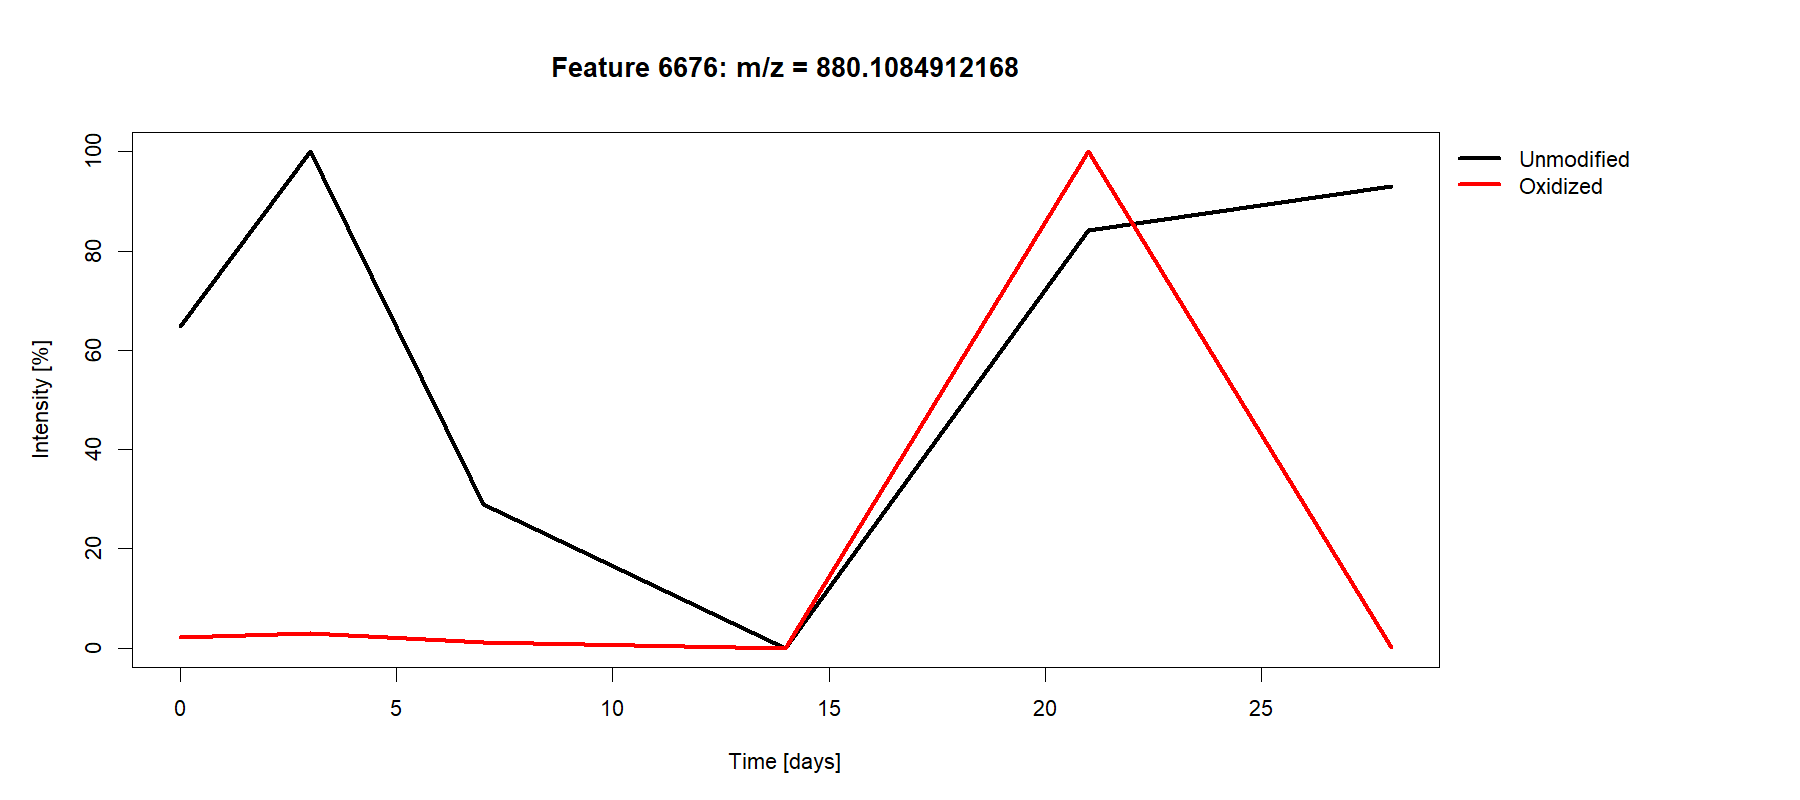 Feature 6676: m/z = 880.1084912168
Unmodified
Oxidized
Intensity [%]
100
80
60
40
20
0
0 5 10 15 20 25
Time [days]